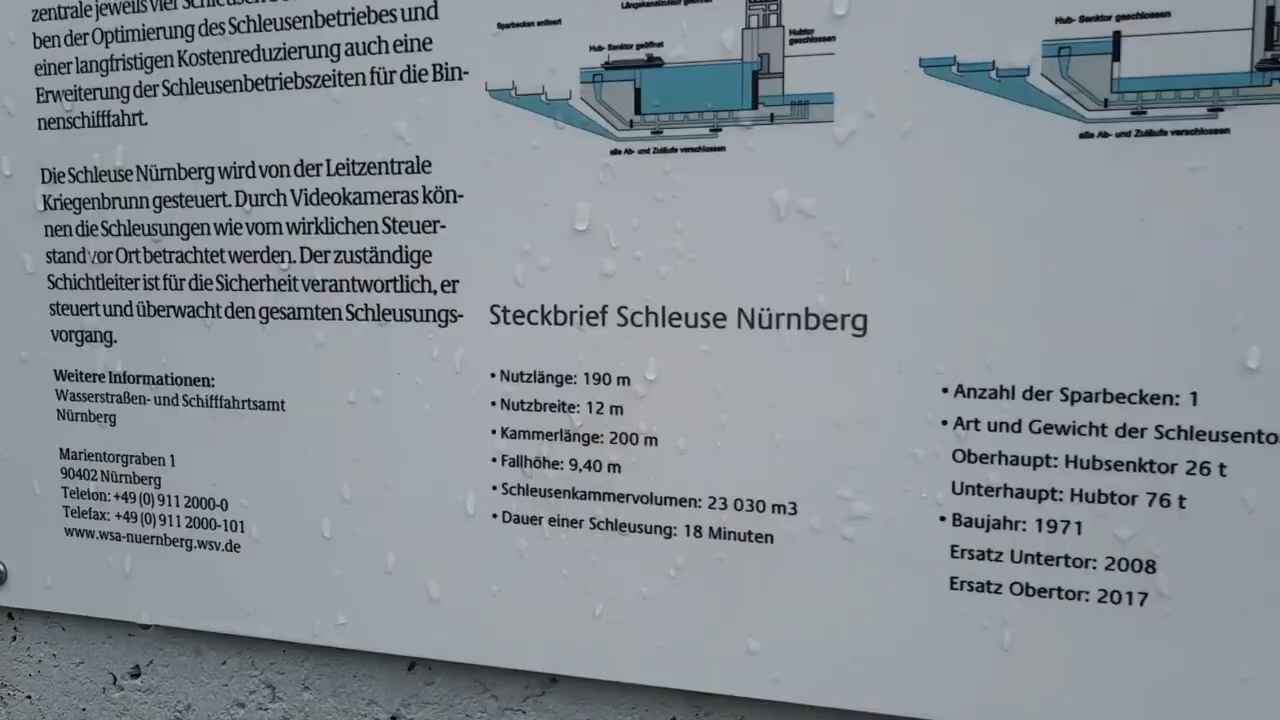 zentrale jeweils vier
ben der Optimierung des Schleusenbetriebes und
einer langfristigen Kostenreduzierung auch eine
Erweiterung der Schleusenbetriebszeiten für die Bin-
nenschifffahrt.
Die Schleuse Nürnberg wird von der Leitzentrale
Kriegenbrunn gesteuert. Durch Videokameras kön-
nen die Schleusungen wie vom wirklichen Steuer-
stand vor Ort betrachtet werden. Der zuständige
Schichtleiter ist für die Sicherheit verantwortlich, er
steuert und überwacht den gesamten Schleusungs-
vorgang.
Weitere Informationen:
Wasserstraßen- und Schifffahrtsamt
Nürnberg
Marientorgraben 1
90402 Nürnberg
Telefon: +49 (0) 911 2000-0
Telefax: +49 (0) 911 2000-101
www.wsa-nuernberg.wsv.de
Sparbecken entleert
Hub- Senktor geöffnet
Hubtor
geschlossen
alle Ab- und Zuläufe verschlossen
Hub- Senktor geschlossen
alle Ab- und Zuläufe verschlossen
Steckbrief Schleuse Nürnberg
• Nutzlänge: 190 m
• Nutzbreite: 12 m
• Kammerlänge: 200 m
• Fallhöhe: 9,40 m
• Schleusenkammervolumen: 23 030 m3
• Dauer einer Schleusung: 18 Minuten
• Anzahl der Sparbecken: 1
• Art und Gewicht der Schleusento
Oberhaupt: Hubsenktor 26 t
Unterhaupt: Hubtor 76 t
• Baujahr: 1971
Ersatz Untertor: 2008
Ersatz Obertor: 2017